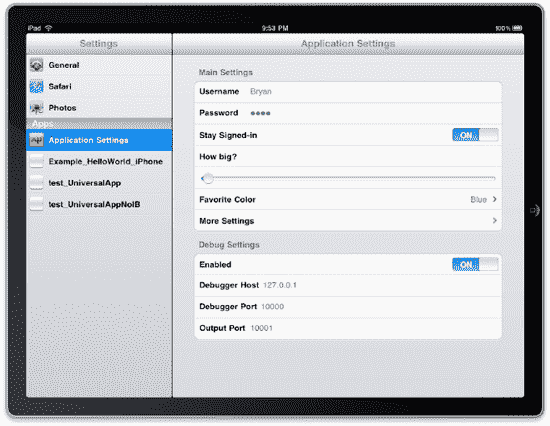 iPad 9:53 PM 100%
Settings
General
Safari
Photos
Apps
Application Settings
Example_HelloWorld_iPhone
test_UniversalApp
test_UniversalAppNoIB
Application Settings
Main Settings
Username Bryan
Password ●●●●
Stay Signed-in ON
How big?
Favorite Color Blue
More Settings
Debug Settings
Enabled ON
Debugger Host 127.0.0.1
Debugger Port 10000
Output Port 10001